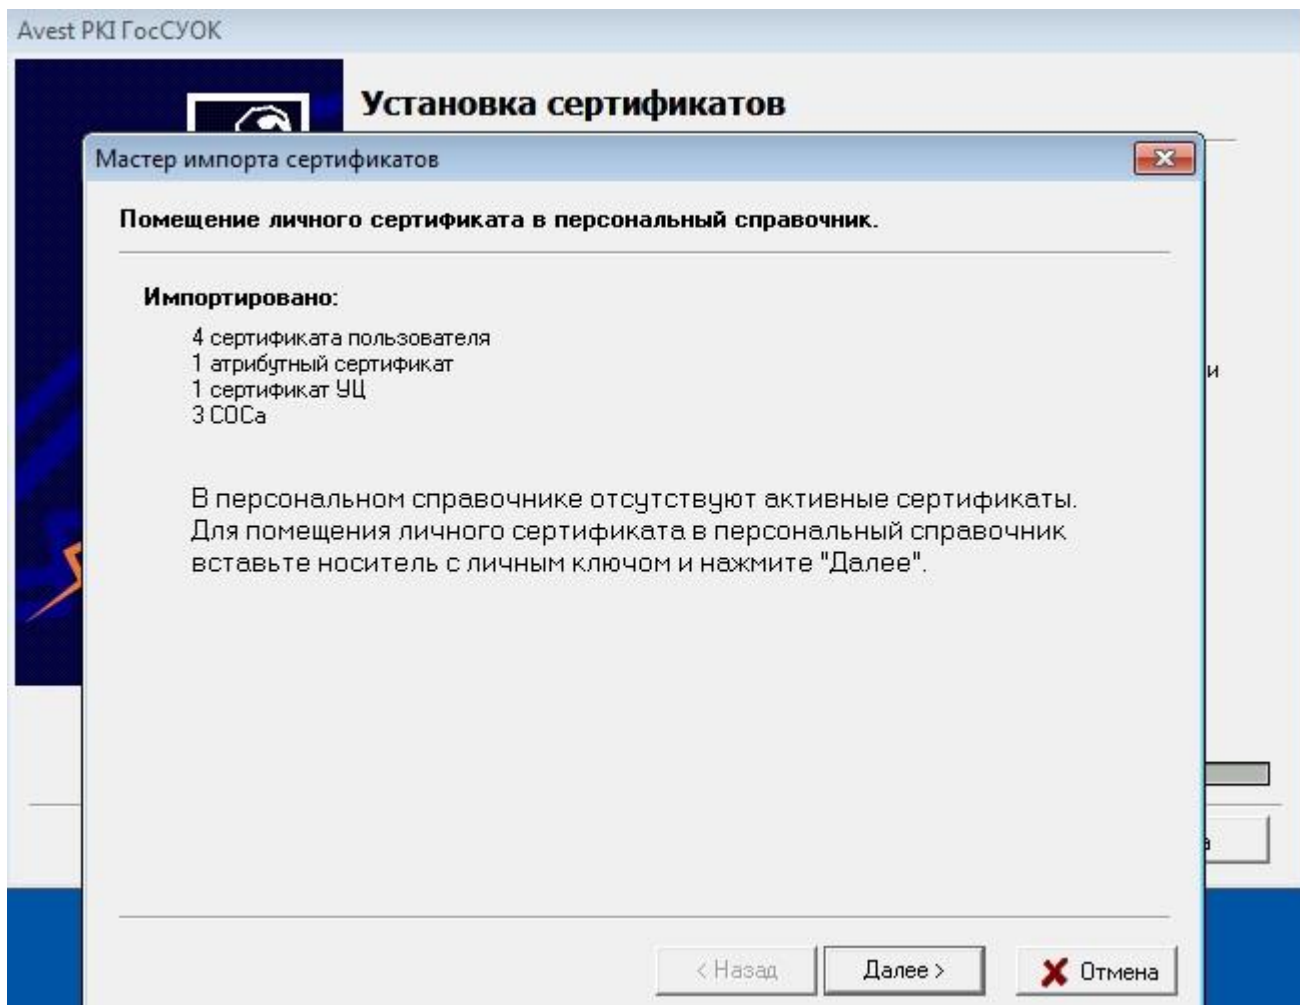 Avest PKI ГосСУОК
Установка сертификатов
Мастер импорта сертификатов
Помещение личного сертификата в персональный справочник.
Импортировано:
4 сертификата пользователя
1 атрибутный сертификат
1 сертификат УЦ
3 СОСа
и
В персональном справочнике отсутствуют активные сертификаты.
Для помещения личного сертификата в персональный справочник
вставьте носитель с личным ключом и нажмите "Далее".
< Назад
Далее >
Отмена